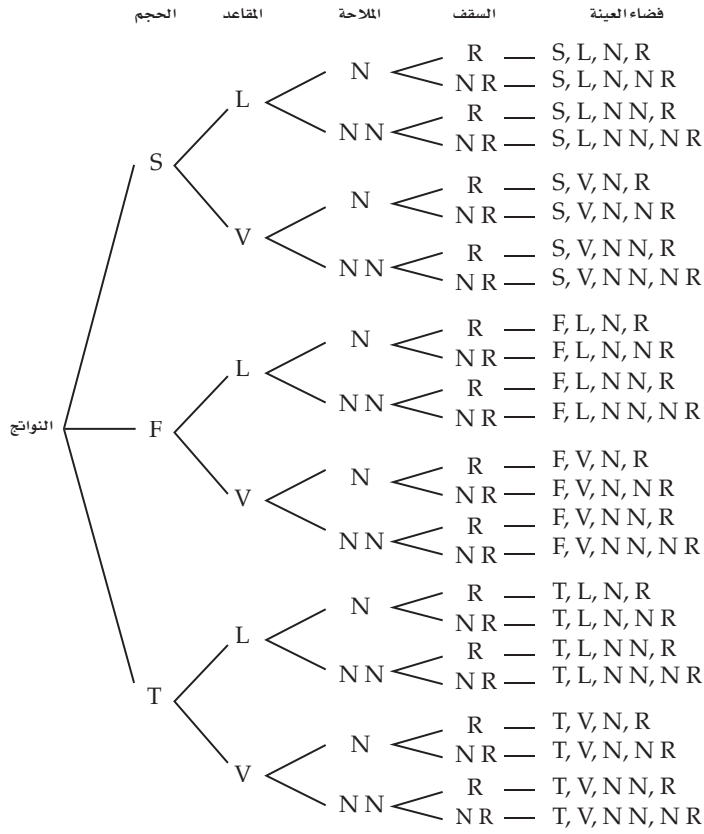 الحجم المقاعد الملاحة السقف فضاء العينة
R — S, L, N, R
N
L N R — S, L, N, N R
R — S, L, N N, R
N N
S N R — S, L, N N, N R
R — S, V, N, R
N
V N R — S, V, N, N R
R — S, V, N N, R
N N
N R — S, V, N N, N R
R — F, L, N, R
N
L N R — F, L, N, N R
R — F, L, N N, R
N N
N R — F, L, N N, N R
النواتج F
R — F, V, N, R
N
V N R — F, V, N, N R
R — F, V, N N, R
N N
N R — F, V, N N, N R
R — T, L, N, R
N
L N R — T, L, N, N R
R — T, L, N N, R
N N
T N R — T, L, N N, N R
R — T, V, N, R
N
V N R — T, V, N, N R
R — T, V, N N, R
N N
N R — T, V, N N, N R